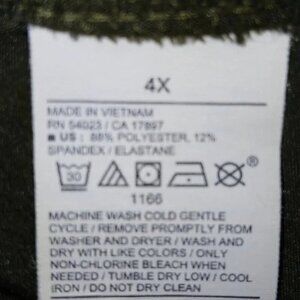 4X
MADE IN VIETNAM
RN 54023 / CA 17897
US : 88% POLYESTER, 12%
SPANDEX / ELASTANE
30
®
1166
MACHINE WASH COLD GENTLE
CYCLE / REMOVE PROMPTLY FROM
WASHER AND DRYER / WASH AND
DRY WITH LIKE COLORS / ONLY
NON-CHLORINE BLEACH WHEN
NEEDED / TUMBLE DRY LOW / COOL
IRON / DO NOT DRY CLEAN